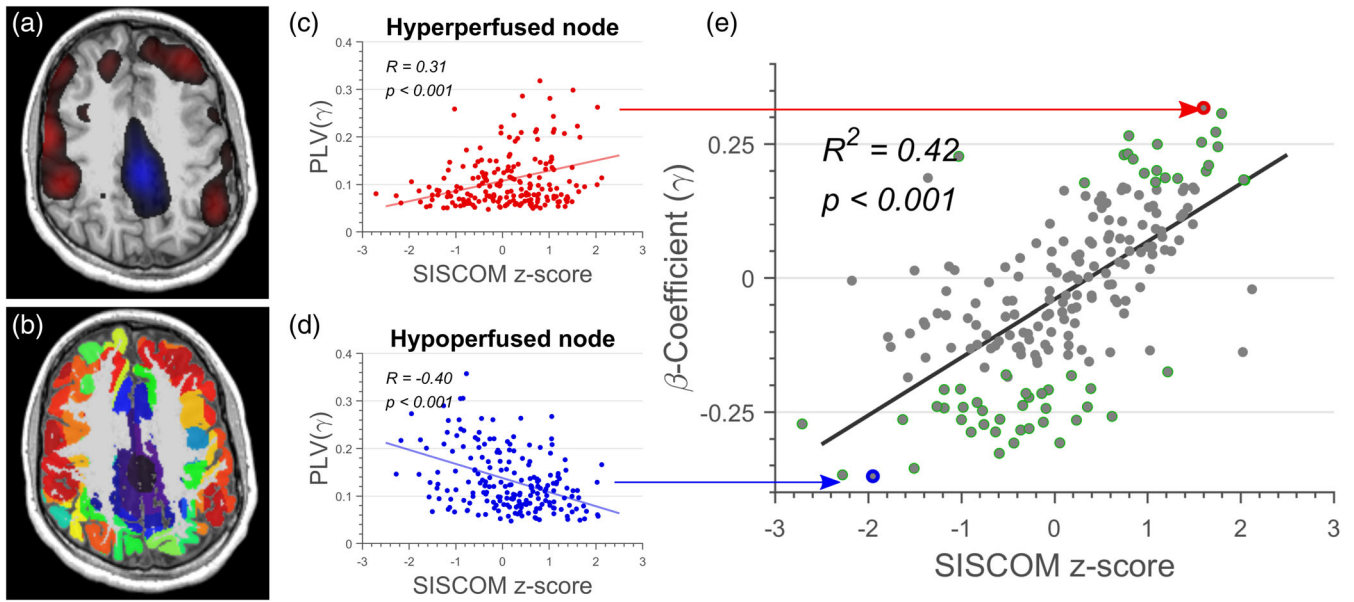 (a)
(b)
(c)
Hyperperfused node
R = 0.31
p < 0.001
PLV(γ)
0.4
0.3
0.2
0.1
0
-3 -2 -1 0 1 2 3
SISCOM z-score
(d)
Hypoperfused node
R = -0.40
p < 0.001
PLV(γ)
0.4
0.3
0.2
0.1
0
-3 -2 -1 0 1 2 3
SISCOM z-score
(e)
R² = 0.42
p < 0.001
β-Coefficient (γ)
0.25
0
-0.25
-3 -2 -1 0 1 2 3
SISCOM z-score